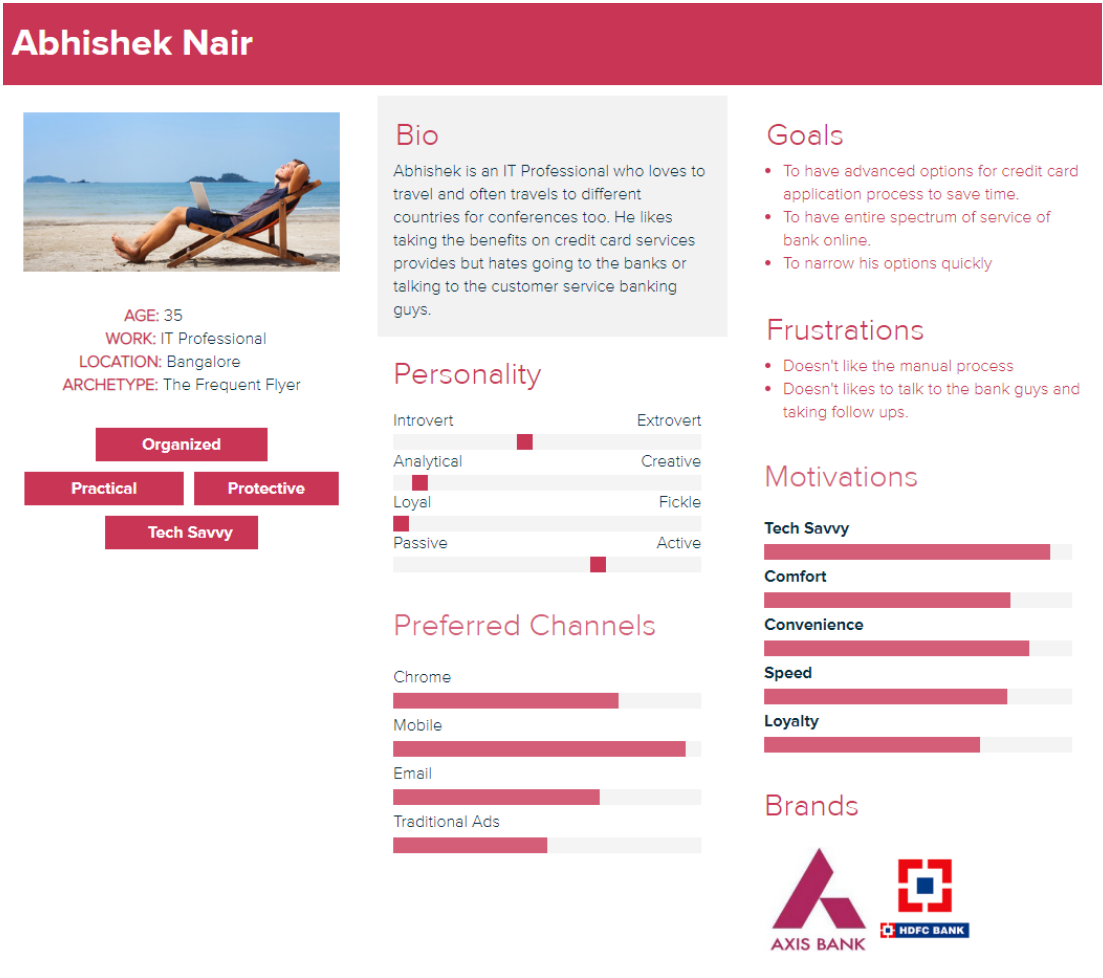 Abhishek Nair
AGE: 35
WORK: IT Professional
LOCATION: Bangalore
ARCHETYPE: The Frequent Flyer
Organized
Practical
Protective
Tech Savvy
Bio
Abhishek is an IT Professional who loves to
travel and often travels to different
countries for conferences too. He likes
taking the benefits on credit card services
provides but hates going to the banks or
talking to the customer service banking
guys.
Personality
Introvert Extrovert
Analytical Creative
Loyal Fickle
Passive Active
Preferred Channels
Chrome
Mobile
Email
Traditional Ads
Goals
• To have advanced options for credit card
application process to save time.
• To have entire spectrum of service of
bank online.
• To narrow his options quickly
Frustrations
• Doesn't like the manual process
• Doesn't likes to talk to the bank guys and
taking follow ups.
Motivations
Tech Savvy
Comfort
Convenience
Speed
Loyalty
Brands
AXIS BANK
HDFC BANK